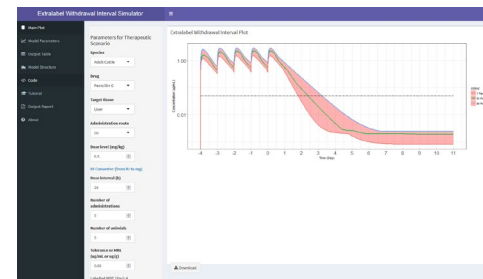 Extralabel Withdrawal Interval Simulator
Main Plot
Model Parameters
Output Table
Model Structure
Code
Tutorial
Output Report
About
Parameters for Therapeutic
Scenario
Species
Adult Cattle
Drug
Penicillin G
Target tissue
Liver
Administration route
Dose level (mg/kg)
6.5
Dose interval (h)
24
Number of
administrations
5
Number of animals
Tolerance or MRL
Extralabel Withdrawal Interval Plot
1.00
0.01
-4 -3 -2 -1 0 1 2 3 4 5 6 7 8 9 10 11
Time (Day)
Download